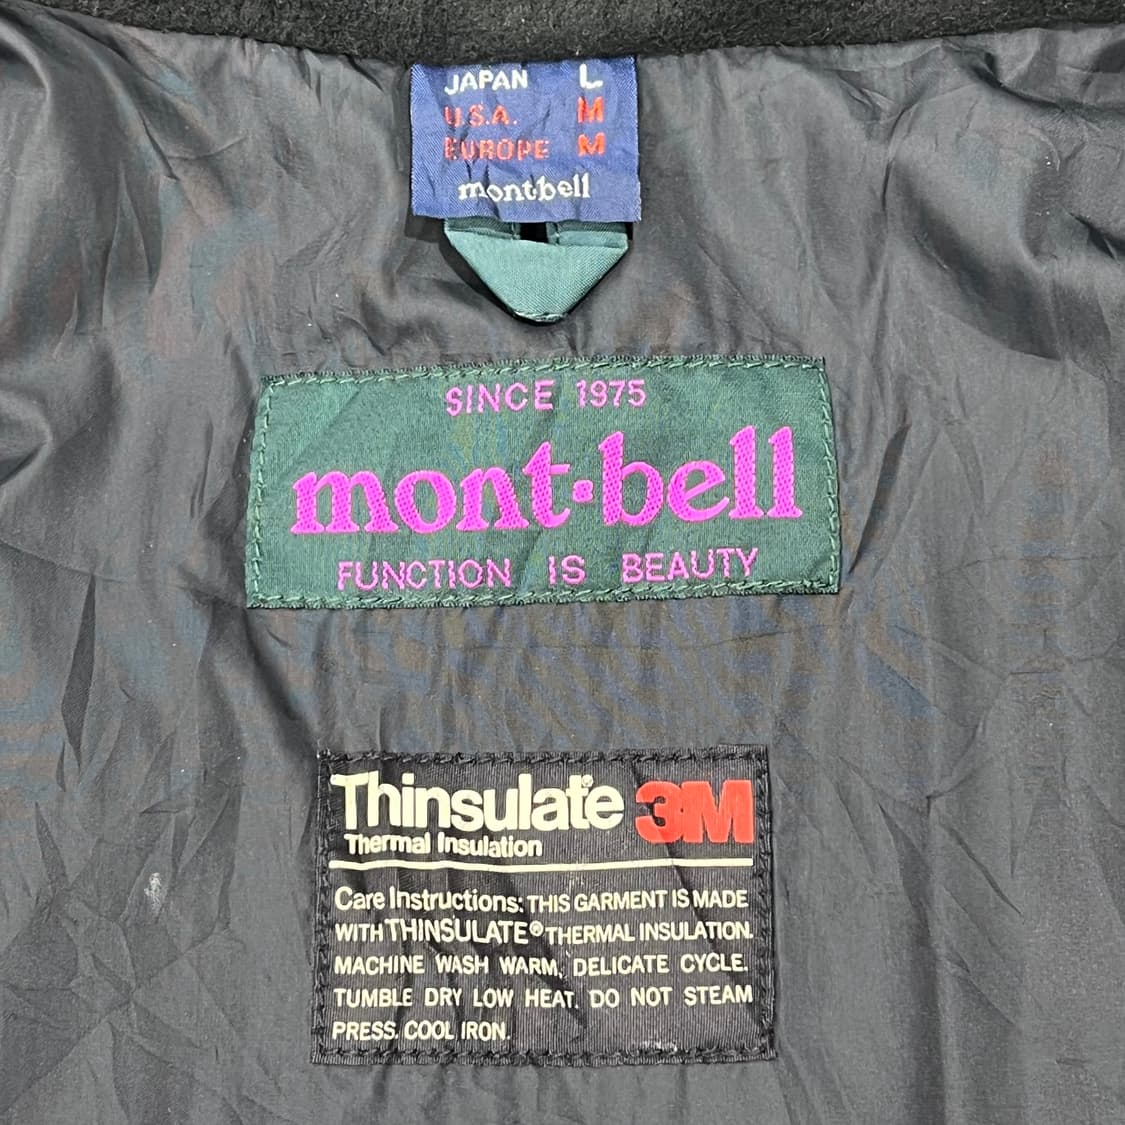 JAPAN L
U.S.A. M
EUROPE M
mont·bell
SINCE 1975
mont·bell
FUNCTION IS BEAUTY
Thinsulate 3M
Thermal Insulation
Care Instructions: THIS GARMENT IS MADE
WITH THINSULATE® THERMAL INSULATION.
MACHINE WASH WARM, DELICATE CYCLE.
TUMBLE DRY LOW HEAT. DO NOT STEAM
PRESS. COOL IRON.